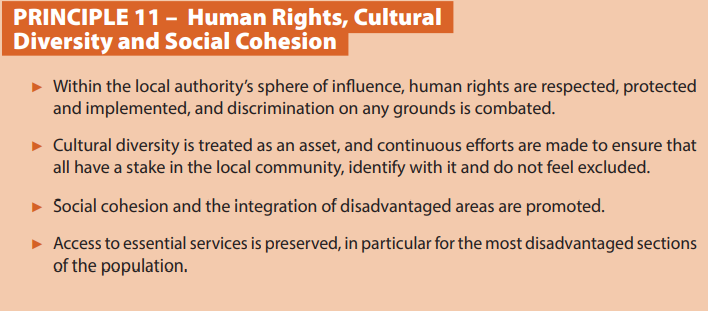 PRINCIPLE 11 – Human Rights, Cultural
Diversity and Social Cohesion
► Within the local authority’s sphere of influence, human rights are respected, protected
and implemented, and discrimination on any grounds is combated.
► Cultural diversity is treated as an asset, and continuous efforts are made to ensure that
all have a stake in the local community, identify with it and do not feel excluded.
► Social cohesion and the integration of disadvantaged areas are promoted.
► Access to essential services is preserved, in particular for the most disadvantaged sections
of the population.